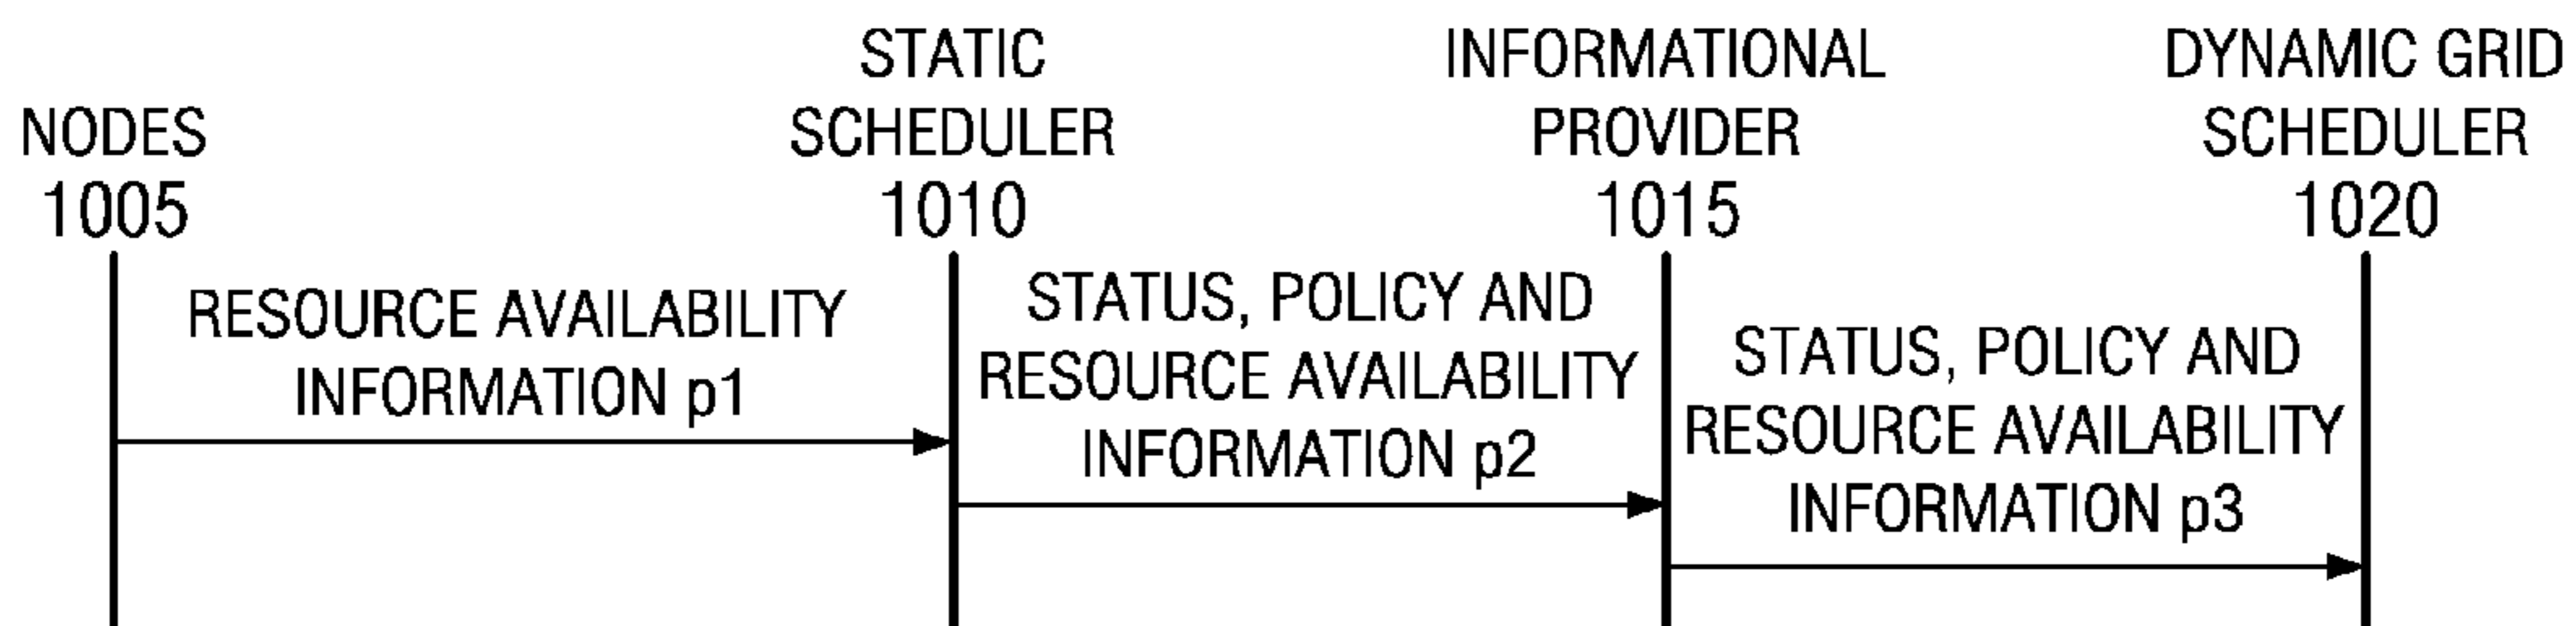 NODES
1005
STATIC
SCHEDULER
1010
INFORMATIONAL
PROVIDER
1015
DYNAMIC GRID
SCHEDULER
1020
RESOURCE AVAILABILITY
INFORMATION p1
STATUS, POLICY AND
RESOURCE AVAILABILITY
INFORMATION p2
STATUS, POLICY AND
RESOURCE AVAILABILITY
INFORMATION p3